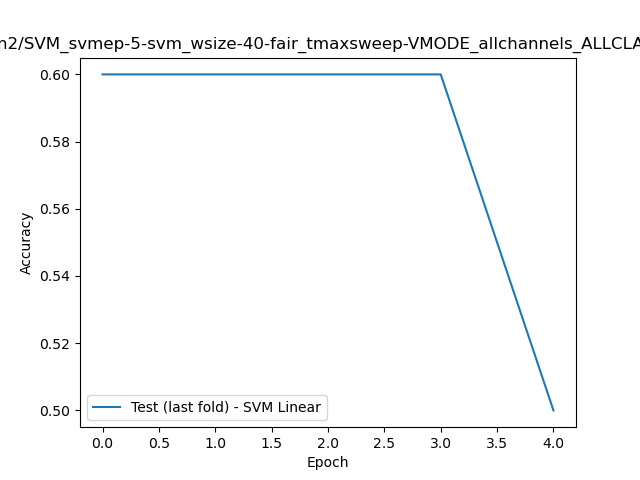 n2/SVM_svmep-5-svm_wsize-40-fair_tmaxsweep-VMODE_allchannels_ALLCLA
0.60
0.58
0.56
0.54
0.52
0.50
Accuracy
Test (last fold) - SVM Linear
0.0 0.5 1.0 1.5 2.0 2.5 3.0 3.5 4.0
Epoch